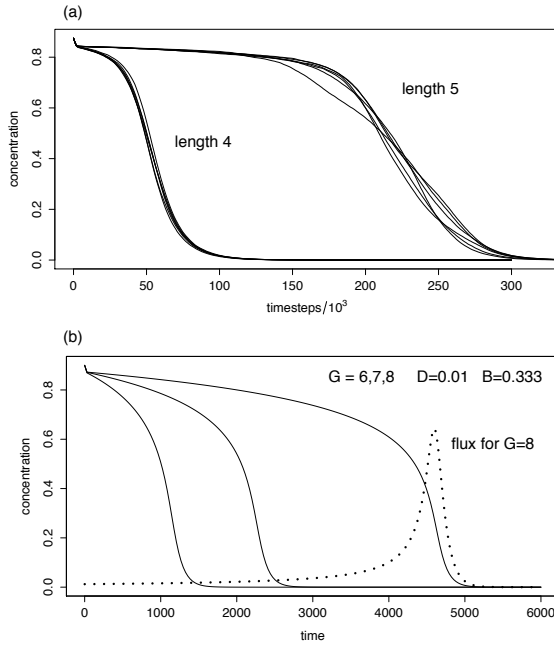 (a)
concentration
0.0
0.2
0.4
0.6
0.8
length 4
length 5
0 50 100 150 200 250 300
timesteps/10³
(b)
concentration
0.0
0.2
0.4
0.6
0.8
G = 6,7,8 D=0.01 B=0.333
flux for G=8
0 1000 2000 3000 4000 5000 6000
time